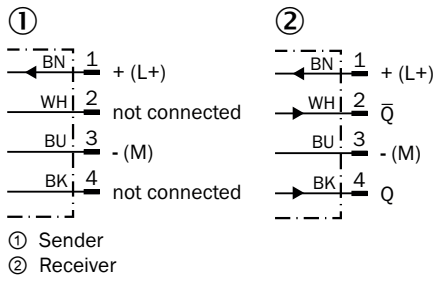 ① ②
BN 1 + (L+) BN 1 + (L+)
WH 2 not connected WH 2 Q̅
BU 3 - (M) BU 3 - (M)
BK 4 not connected BK 4 Q
① Sender
② Receiver